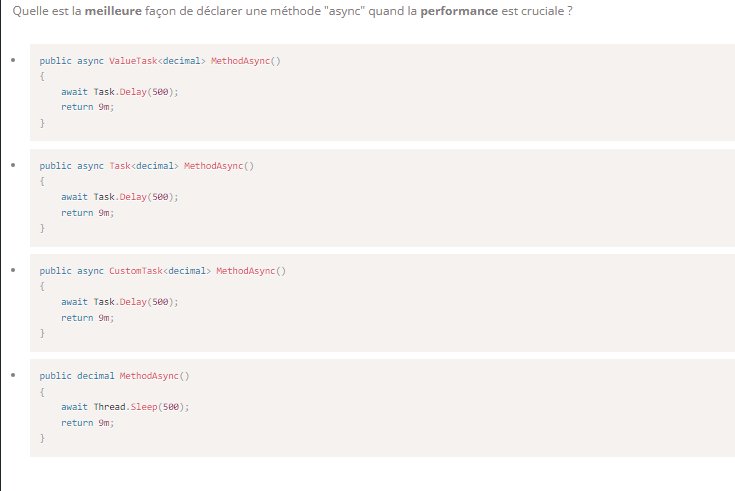 Quelle est la meilleure façon de déclarer une méthode "async" quand la performance est cruciale ?
public async ValueTask<decimal> MethodAsync()
{
await Task.Delay(500);
return 9m;
}
public async Task<decimal> MethodAsync()
{
await Task.Delay(500);
return 9m;
}
public async CustomTask<decimal> MethodAsync()
{
await Task.Delay(500);
return 9m;
}
public decimal MethodAsync()
{
await Thread.Sleep(500);
return 9m;
}